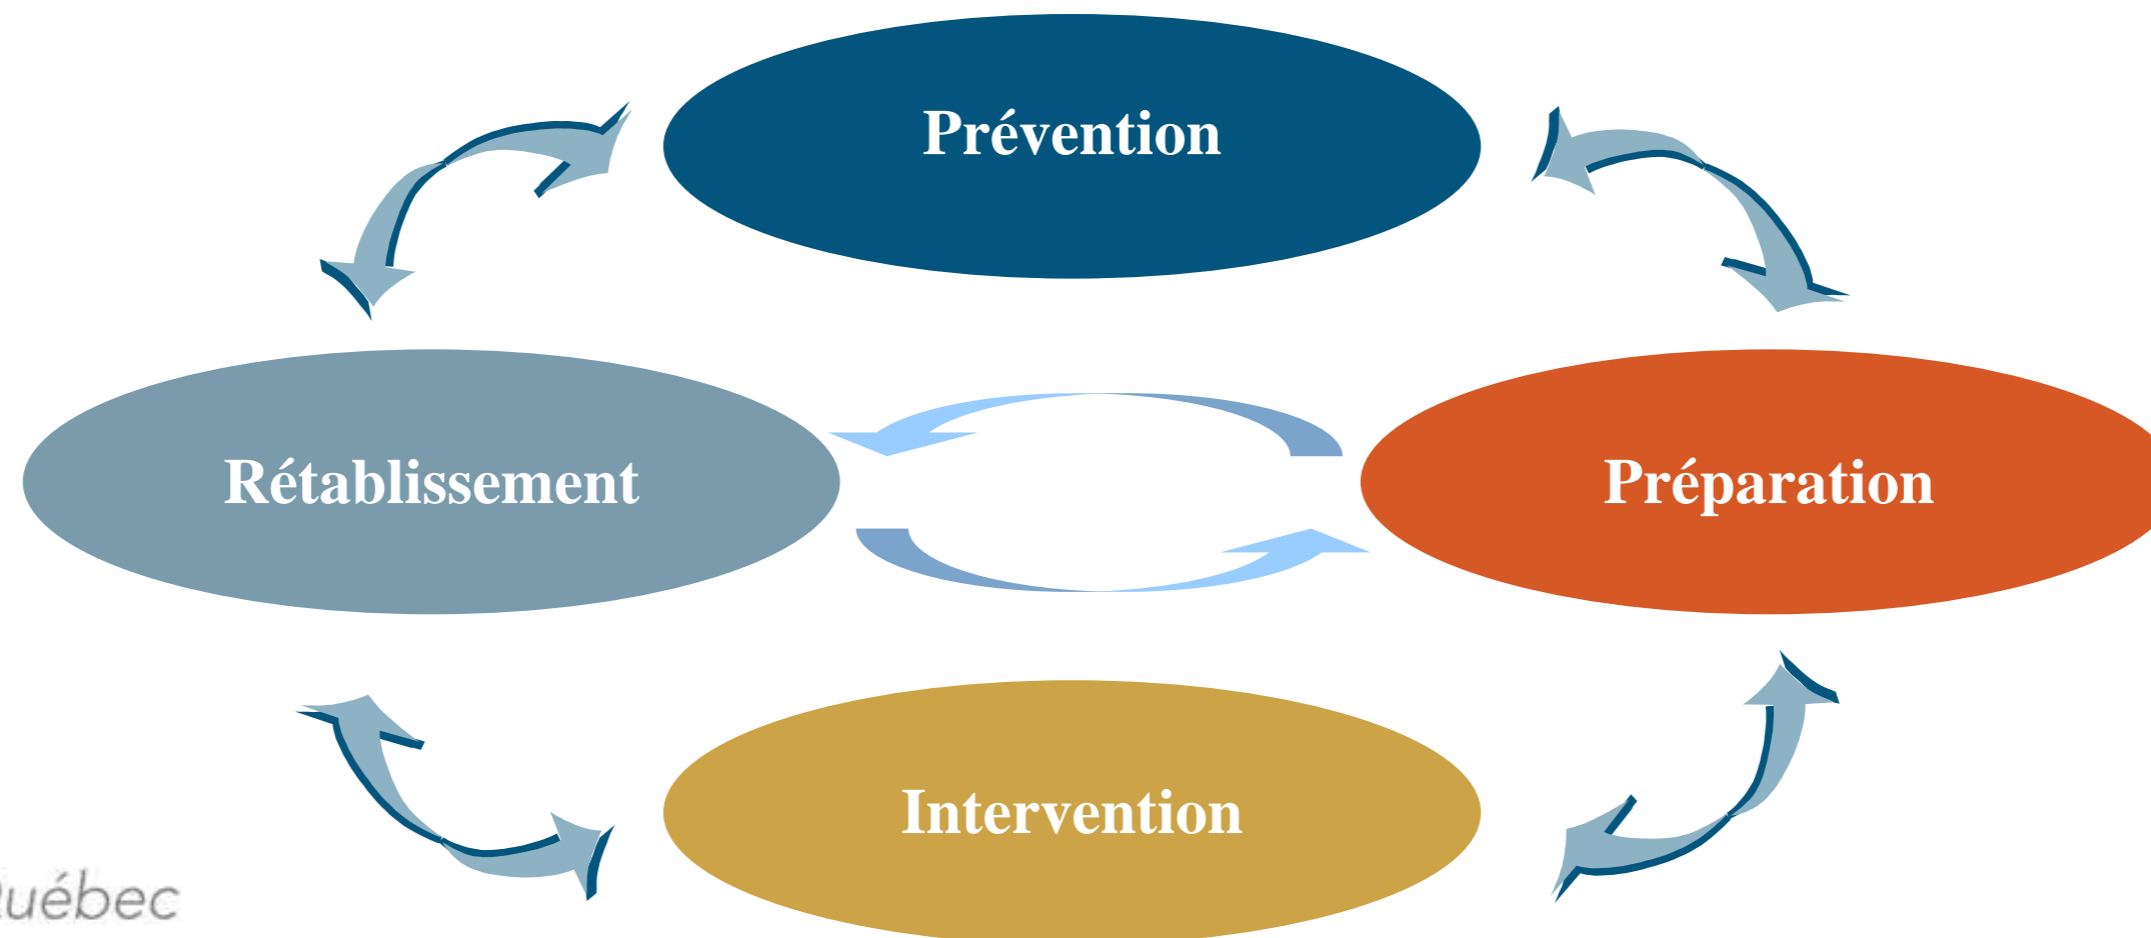 Prévention
Rétablissement
Préparation
Intervention
uébec